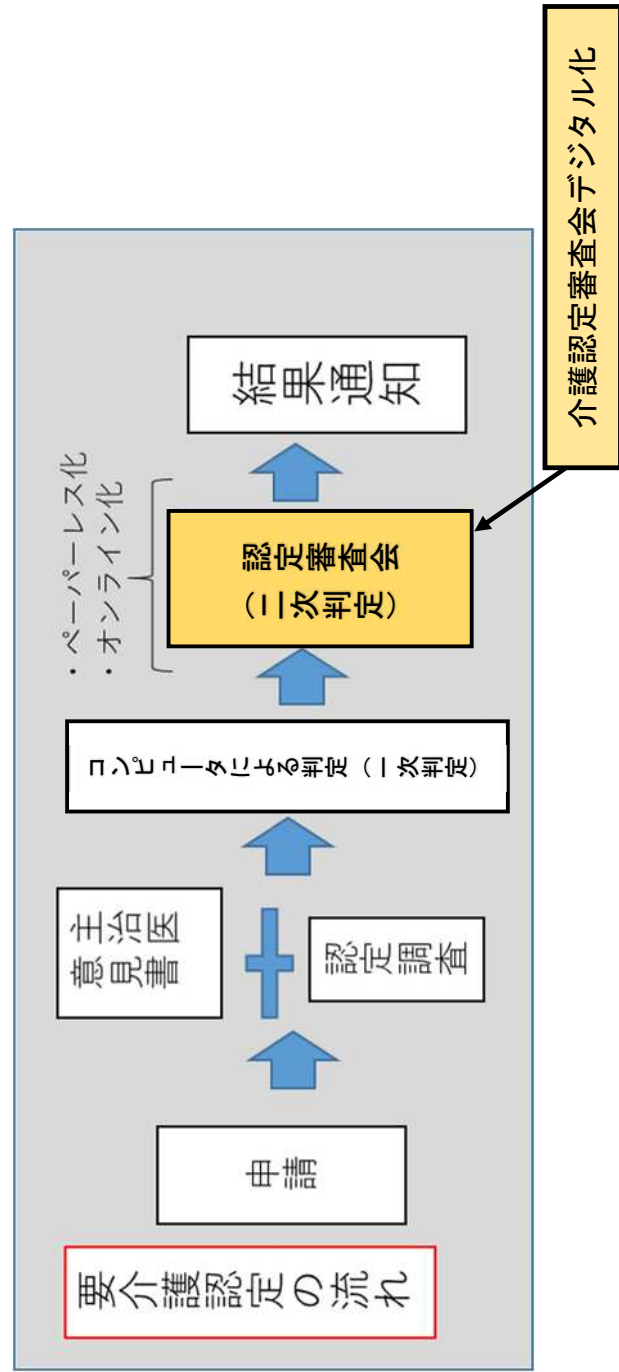 要介護認定の流れ
申請
主治医
意見書
認定調査
コンピュータによる判定（一次判定）
・ペーパーレス化
・オンライン化
認定審査会
（二次判定）
結果通知
介護認定審査会デジタル化